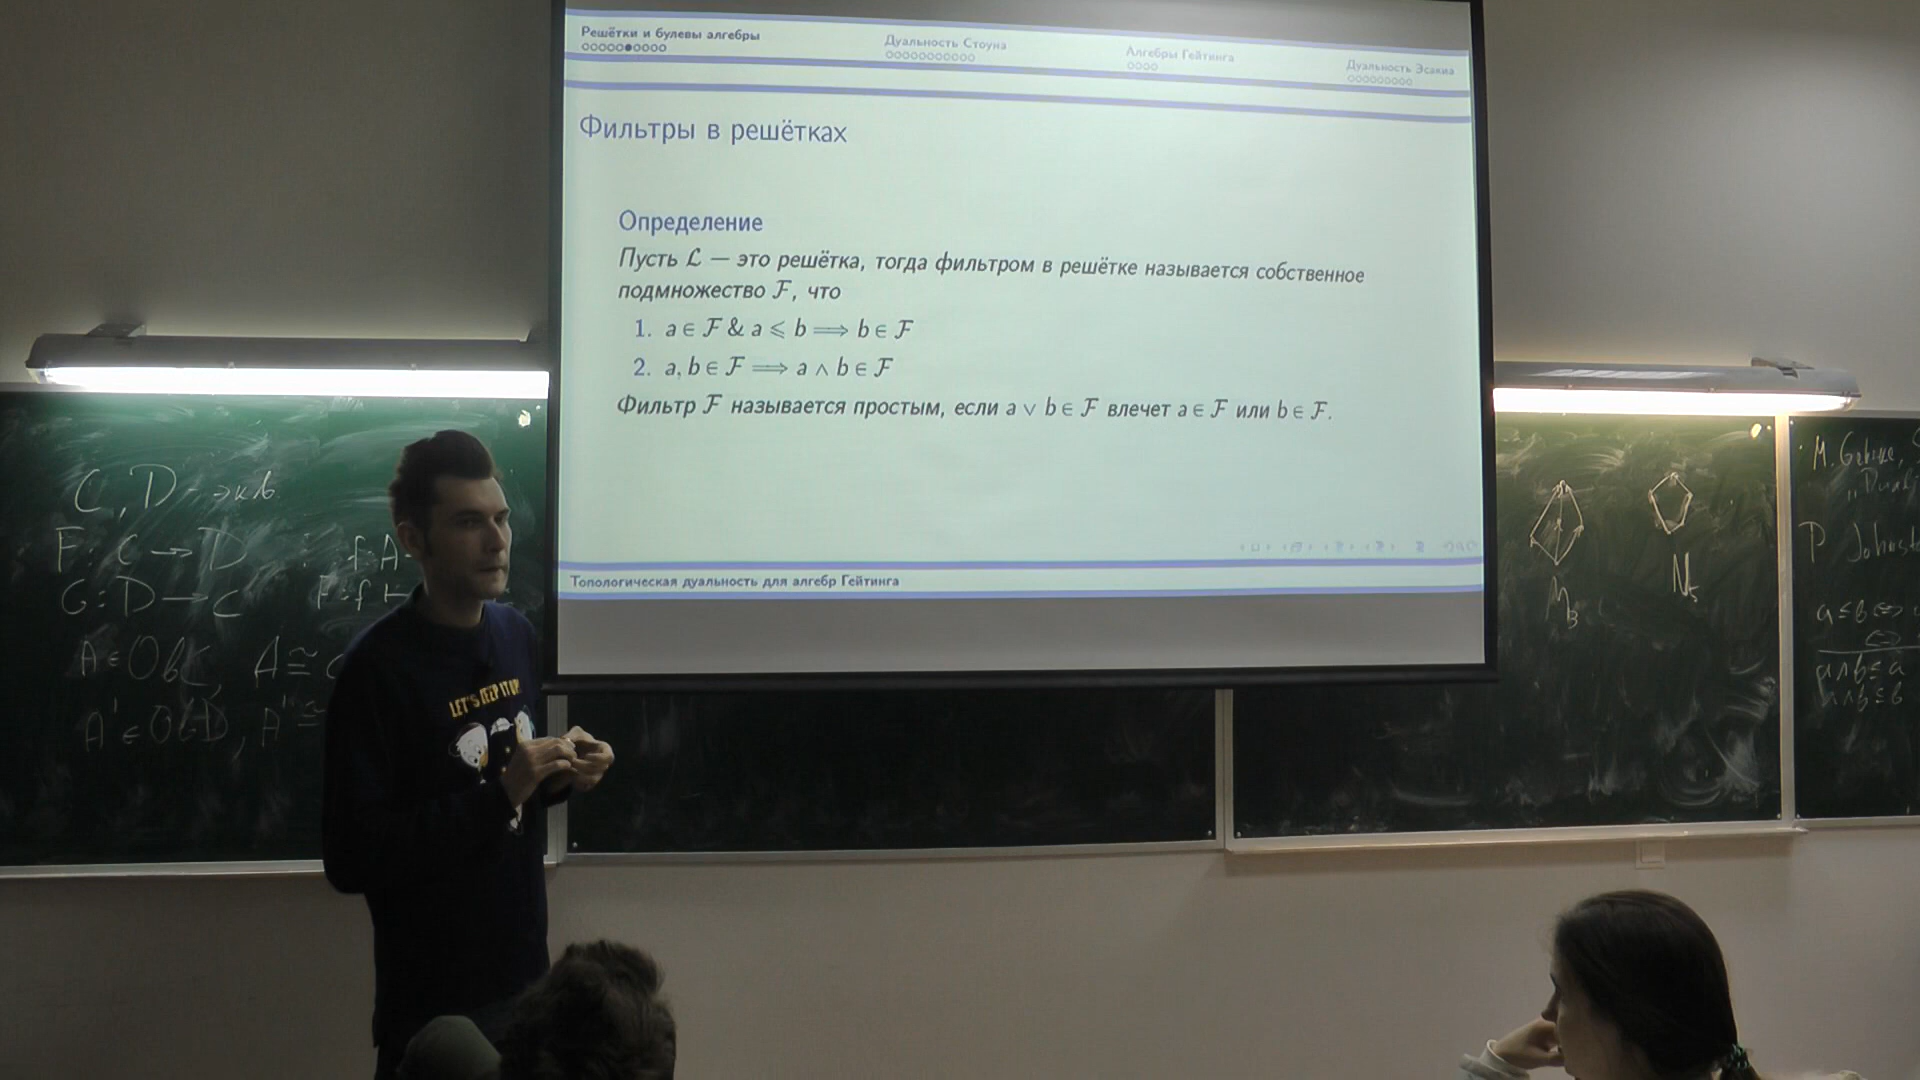 Решётки и булевы алгебры
Дуальность Стоуна
Алгебры Гейтинга
Дуальность Эсакиа
Фильтры в решётках
Определение
Пусть ℒ — это решётка, тогда фильтром в решётке называется собственное
подмножество ℱ, что
1. a ∈ ℱ & a ⩽ b ⟹ b ∈ ℱ
2. a, b ∈ ℱ ⟹ a ∧ b ∈ ℱ
Фильтр ℱ называется простым, если a ∨ b ∈ ℱ влечет a ∈ ℱ или b ∈ ℱ.
Топологическая дуальность для алгебр Гейтинга
C, D - экв
F: C → D : f A
G: D → C F: f ↦
A ∈ Ob C, A ≅
A' ∈ Ob D, A' ≅
LET'S KEEP IT UP!
M₃
N₅
M. Gehrke,
P Johnst
a ≤ b ⇔
⇔
a ∧ b ≤ a
a ∧ b ≤ b